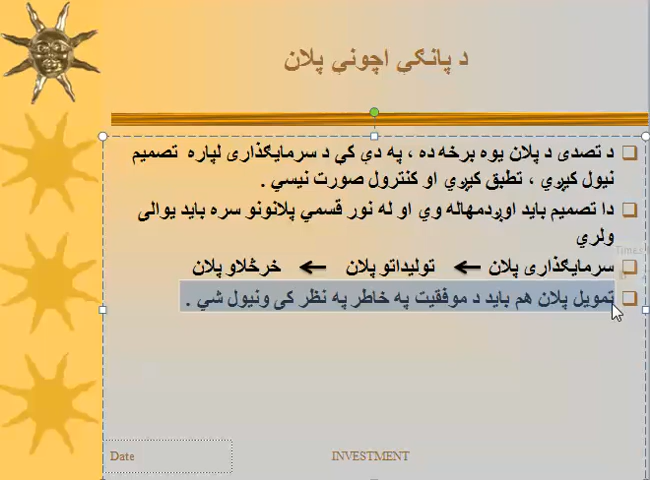 د پانګې اچونې پلان
د تصدی د پلان یوه برخه ده ، په دې کې د سرمایګذاری لپاره تصمیم
نیول کیږي ، تطبق کیږي او کنترول صورت نیسي .
دا تصمیم باید اوږدمهاله وي او له نور قسمي پلانونو سره باید یوالی
ولري
سرمایګذاری پلان ← تولیداتو پلان ← خرڅلاو پلان
تمویل پلان هم باید د موفقیت په خاطر په نظر کې ونیول شي .
Date
INVESTMENT